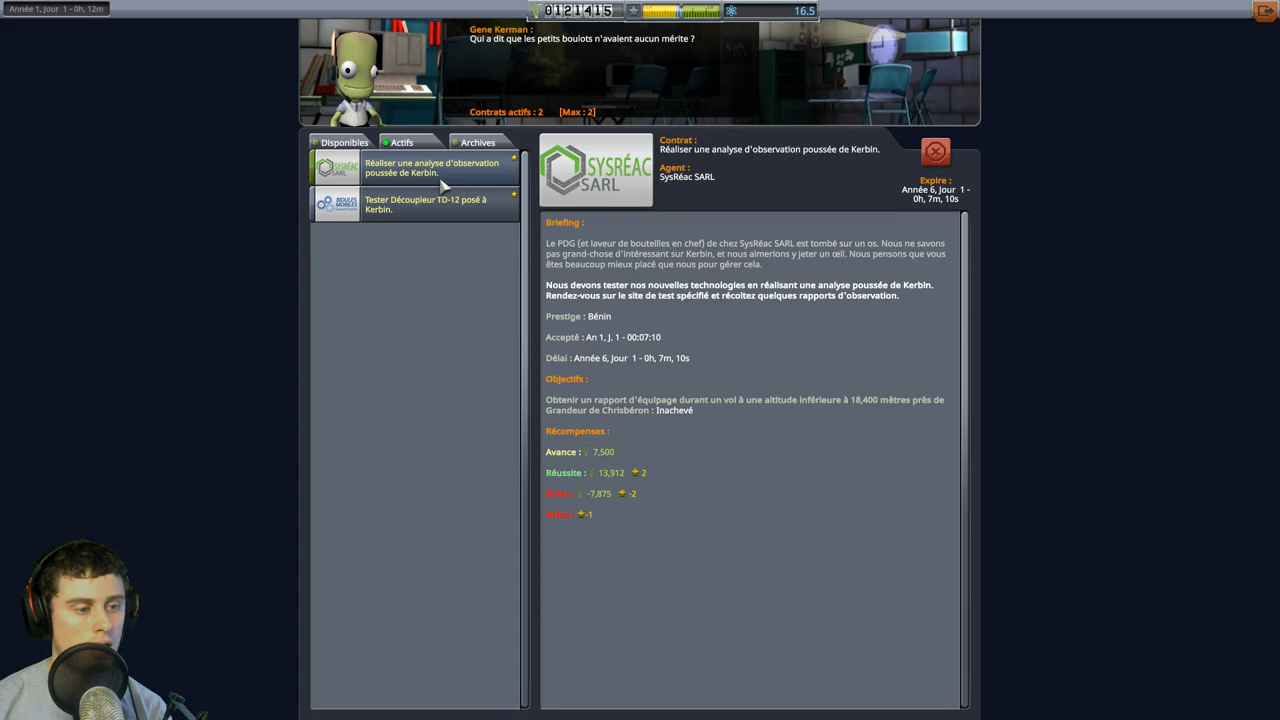 Année 1, Jour 1 - 0h, 12m
0121415
16.5
Gene Kerman :
Qui a dit que les petits boulots n'avaient aucun mérite ?
Contrats actifs : 2 [Max : 2]
Disponibles
Actifs
Archives
Réaliser une analyse d'observation
poussée de Kerbin.
Tester Découpleur TD-12 posé à
Kerbin.
SYSRÉAC
SARL
Contrat :
Réaliser une analyse d'observation poussée de Kerbin.
Agent :
SysRéac SARL
Expire :
Année 6, Jour 1 -
0h, 7m, 10s
Briefing :
Le PDG (et laveur de bouteilles en chef) de chez SysRéac SARL est tombé sur un os. Nous ne savons
pas grand-chose d'intéressant sur Kerbin, et nous aimerions y jeter un œil. Nous pensons que vous
êtes beaucoup mieux placé que nous pour gérer cela.
Nous devons tester nos nouvelles technologies en réalisant une analyse poussée de Kerbin.
Rendez-vous sur le site de test spécifié et récoltez quelques rapports d'observation.
Prestige : Bénin
Accepté : An 1, J. 1 - 00:07:10
Délai : Année 6, Jour 1 - 0h, 7m, 10s
Objectifs :
Obtenir un rapport d'équipage durant un vol à une altitude inférieure à 18,400 mètres près de
Grandeur de Chrisbéron : Inachevé
Récompenses :
Avance : 7,500
Réussite : 13,912 2
-7,875 -2
-1